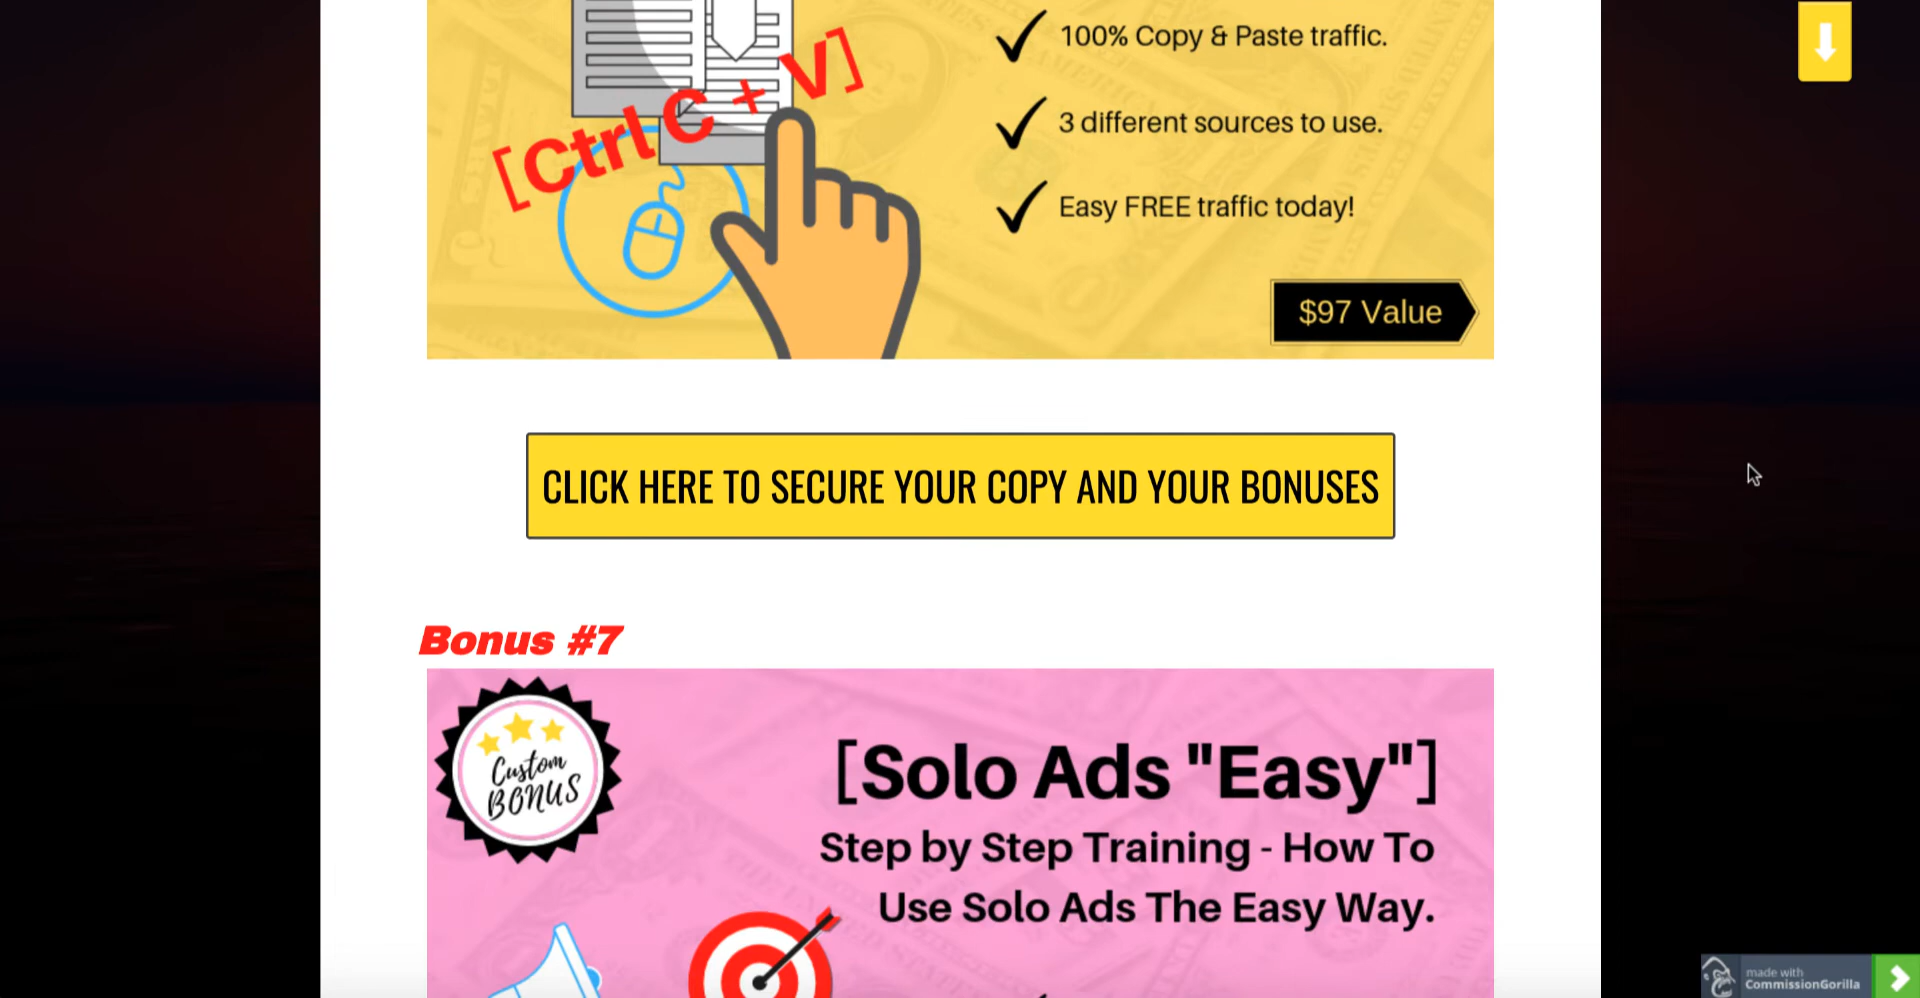 100% Copy & Paste traffic.
[Ctrl C + V]
3 different sources to use.
Easy FREE traffic today!
$97 Value
CLICK HERE TO SECURE YOUR COPY AND YOUR BONUSES
Bonus #7
Custom
BONUS
[Solo Ads "Easy"]
Step by Step Training - How To
Use Solo Ads The Easy Way.
made with
CommissionGorilla